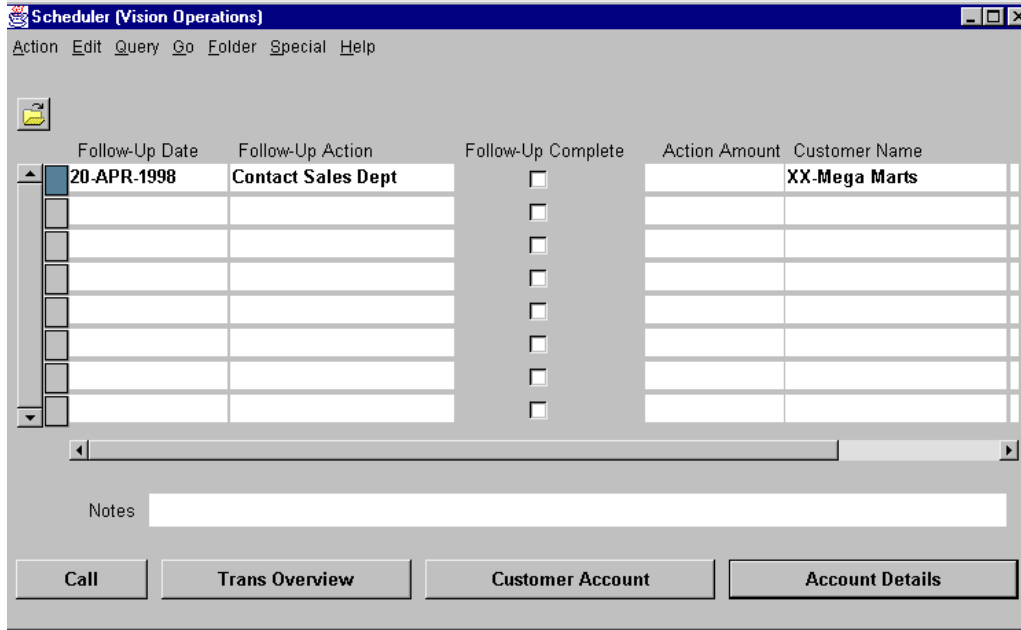 Scheduler (Vision Operations)
Action Edit Query Go Folder Special Help
Follow-Up Date Follow-Up Action Follow-Up Complete Action Amount Customer Name
20-APR-1998 Contact Sales Dept XX-Mega Marts
Notes
Call Trans Overview Customer Account Account Details